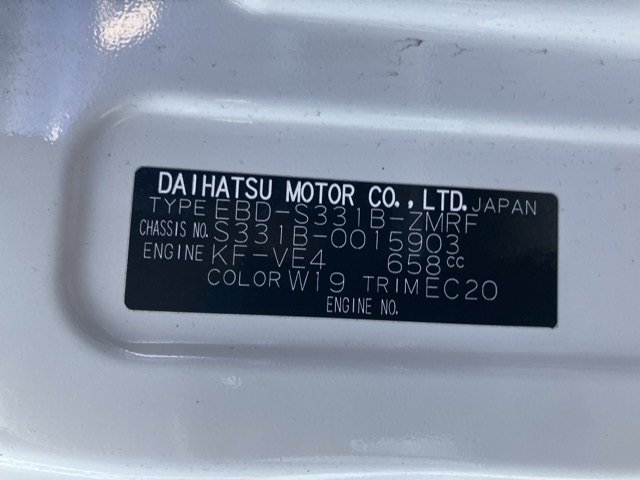 DAIHATSU MOTOR CO., LTD. JAPAN
TYPE EBD-S331B-ZMRF
CHASSIS NO. S331B-0015903
ENGINE KF-VE4 658cc
COLOR W19 TRIM EC20
ENGINE NO.